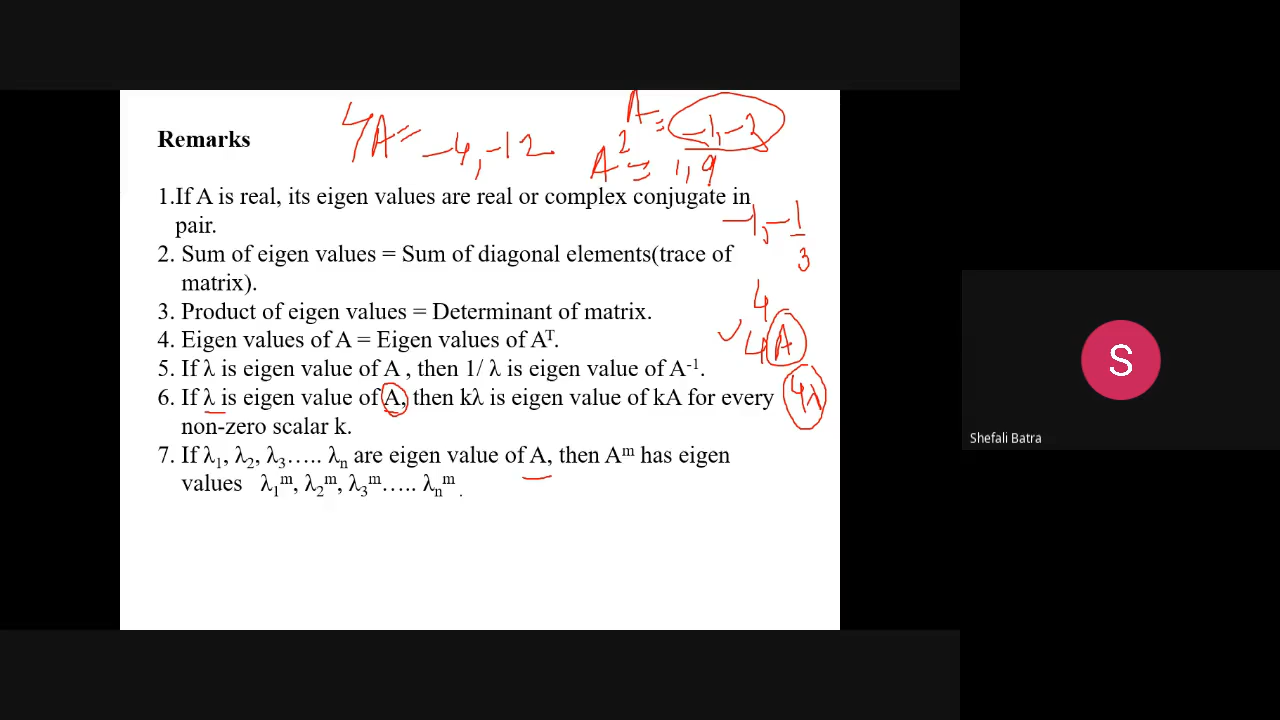 4A = -4, -12
A = -1, -3
A² = 1, 9
Remarks
1.If A is real, its eigen values are real or complex conjugate in
pair.
-1, -1/3
2. Sum of eigen values = Sum of diagonal elements(trace of
matrix).
3. Product of eigen values = Determinant of matrix.
4
4. Eigen values of A = Eigen values of Aᵀ.
4A
5. If λ is eigen value of A , then 1/ λ is eigen value of A⁻¹.
6. If λ is eigen value of A, then kλ is eigen value of kA for every
4λ
non-zero scalar k.
7. If λ₁, λ₂, λ₃….. λₙ are eigen value of A, then Aᵐ has eigen
values λ₁ᵐ, λ₂ᵐ, λ₃ᵐ….. λₙᵐ .
S
Shefali Batra